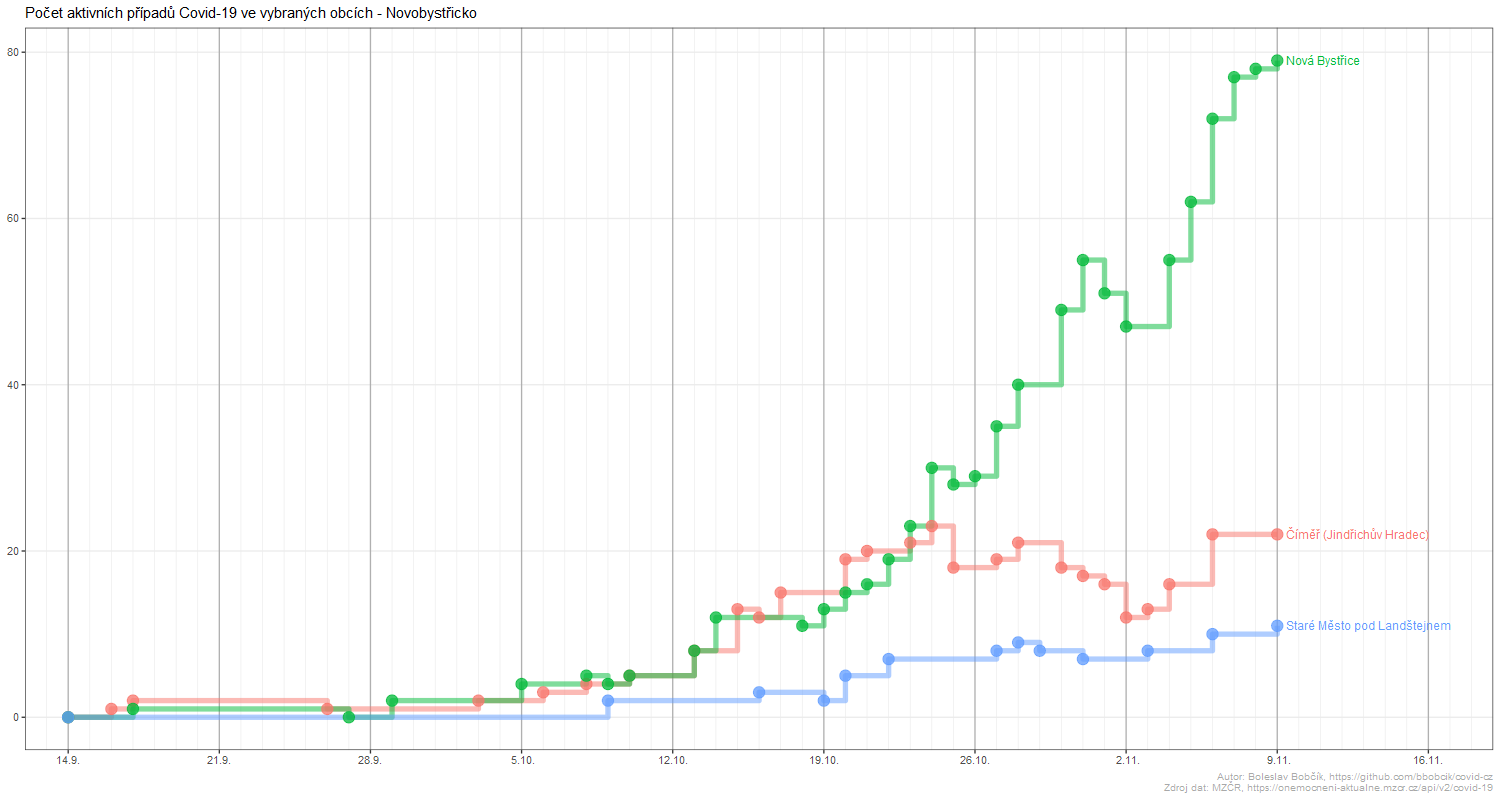 Počet aktivních případů Covid-19 ve vybraných obcích - Novobystřicko
80
60
40
20
0
Nová Bystřice
Číměř (Jindřichův Hradec)
Staré Město pod Landštejnem
14.9. 21.9. 28.9. 5.10. 12.10. 19.10. 26.10. 2.11. 9.11. 16.11.
Autor: Boleslav Bobčík, https://github.com/bbobcik/covid-cz
Zdroj dat: MZČR, https://onemocneni-aktualne.mzcr.cz/api/v2/covid-19